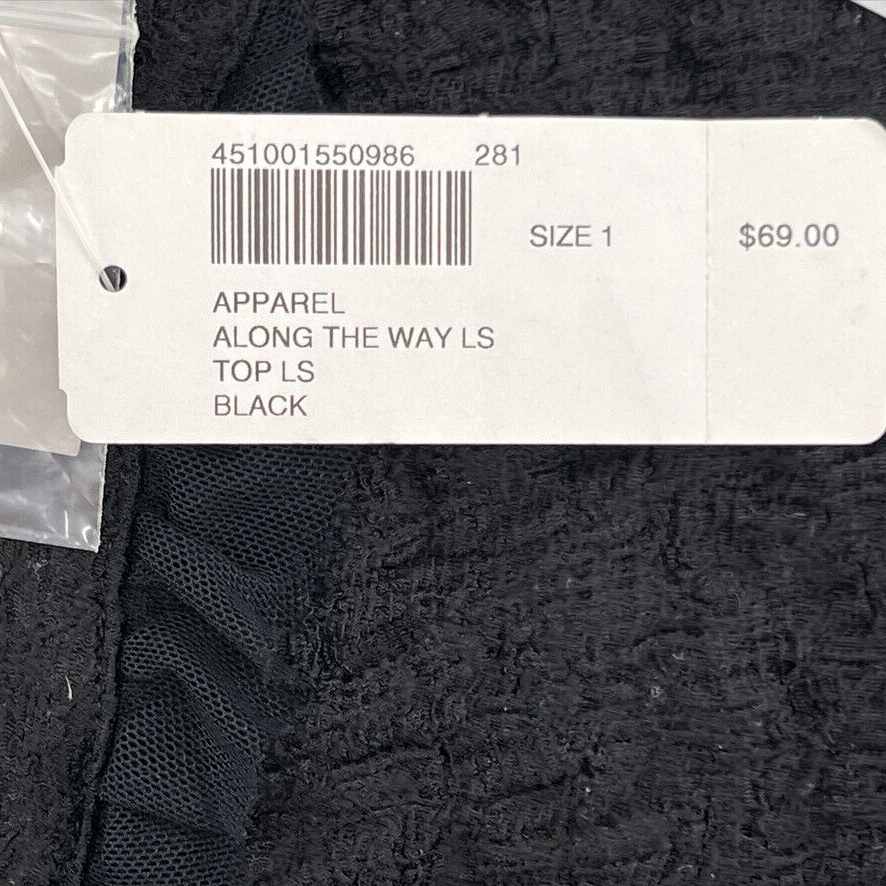 451001550986 281
SIZE 1 $69.00
APPAREL
ALONG THE WAY LS
TOP LS
BLACK